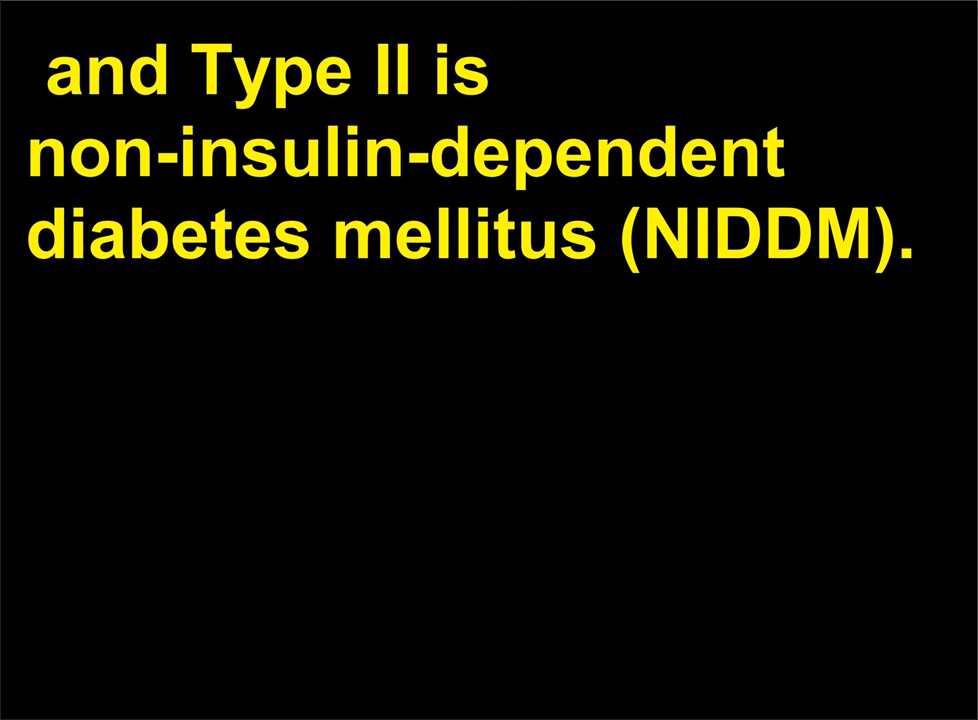 and Type II is
non-insulin-dependent
diabetes mellitus (NIDDM).